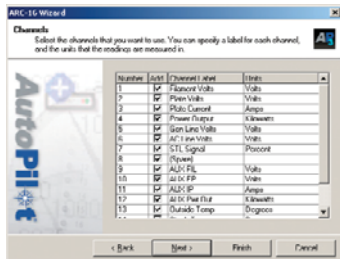 ARC-16 Wizard
Channels
Select the channels that you want to use. You can specify a label for each channel,
and the units that the readings are measured in.
AutoPilot
Number Add Channel Label Units
1 Filament Volts Volts
2 Plate Volts Volts
3 Plate Current Amps
4 Power Output Kilowatts
5 Gen Line Volts Volts
6 AC Line Volts Volts
7 STL Signal Percent
8 (Spare)
9 AUX FIL Volts
10 AUX EP Volts
11 AUX IP Amps
12 AUX Pwr Out Kilowatts
13 Outside Temp Degrees
< Back
Next >
Finish
Cancel